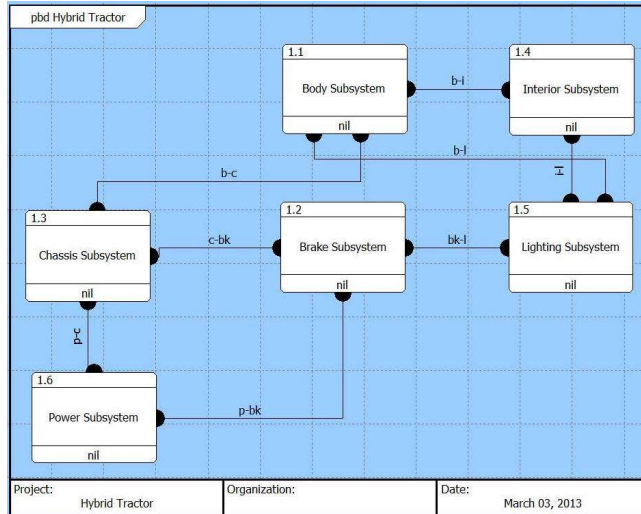 pbd Hybrid Tractor
1.1
Body Subsystem
nil
b-i
1.4
Interior Subsystem
nil
b-l
i-l
b-c
1.3
Chassis Subsystem
nil
c-bk
1.2
Brake Subsystem
nil
bk-l
1.5
Lighting Subsystem
nil
p-c
1.6
Power Subsystem
nil
p-bk
Project:
Hybrid Tractor
Organization:
Date:
March 03, 2013